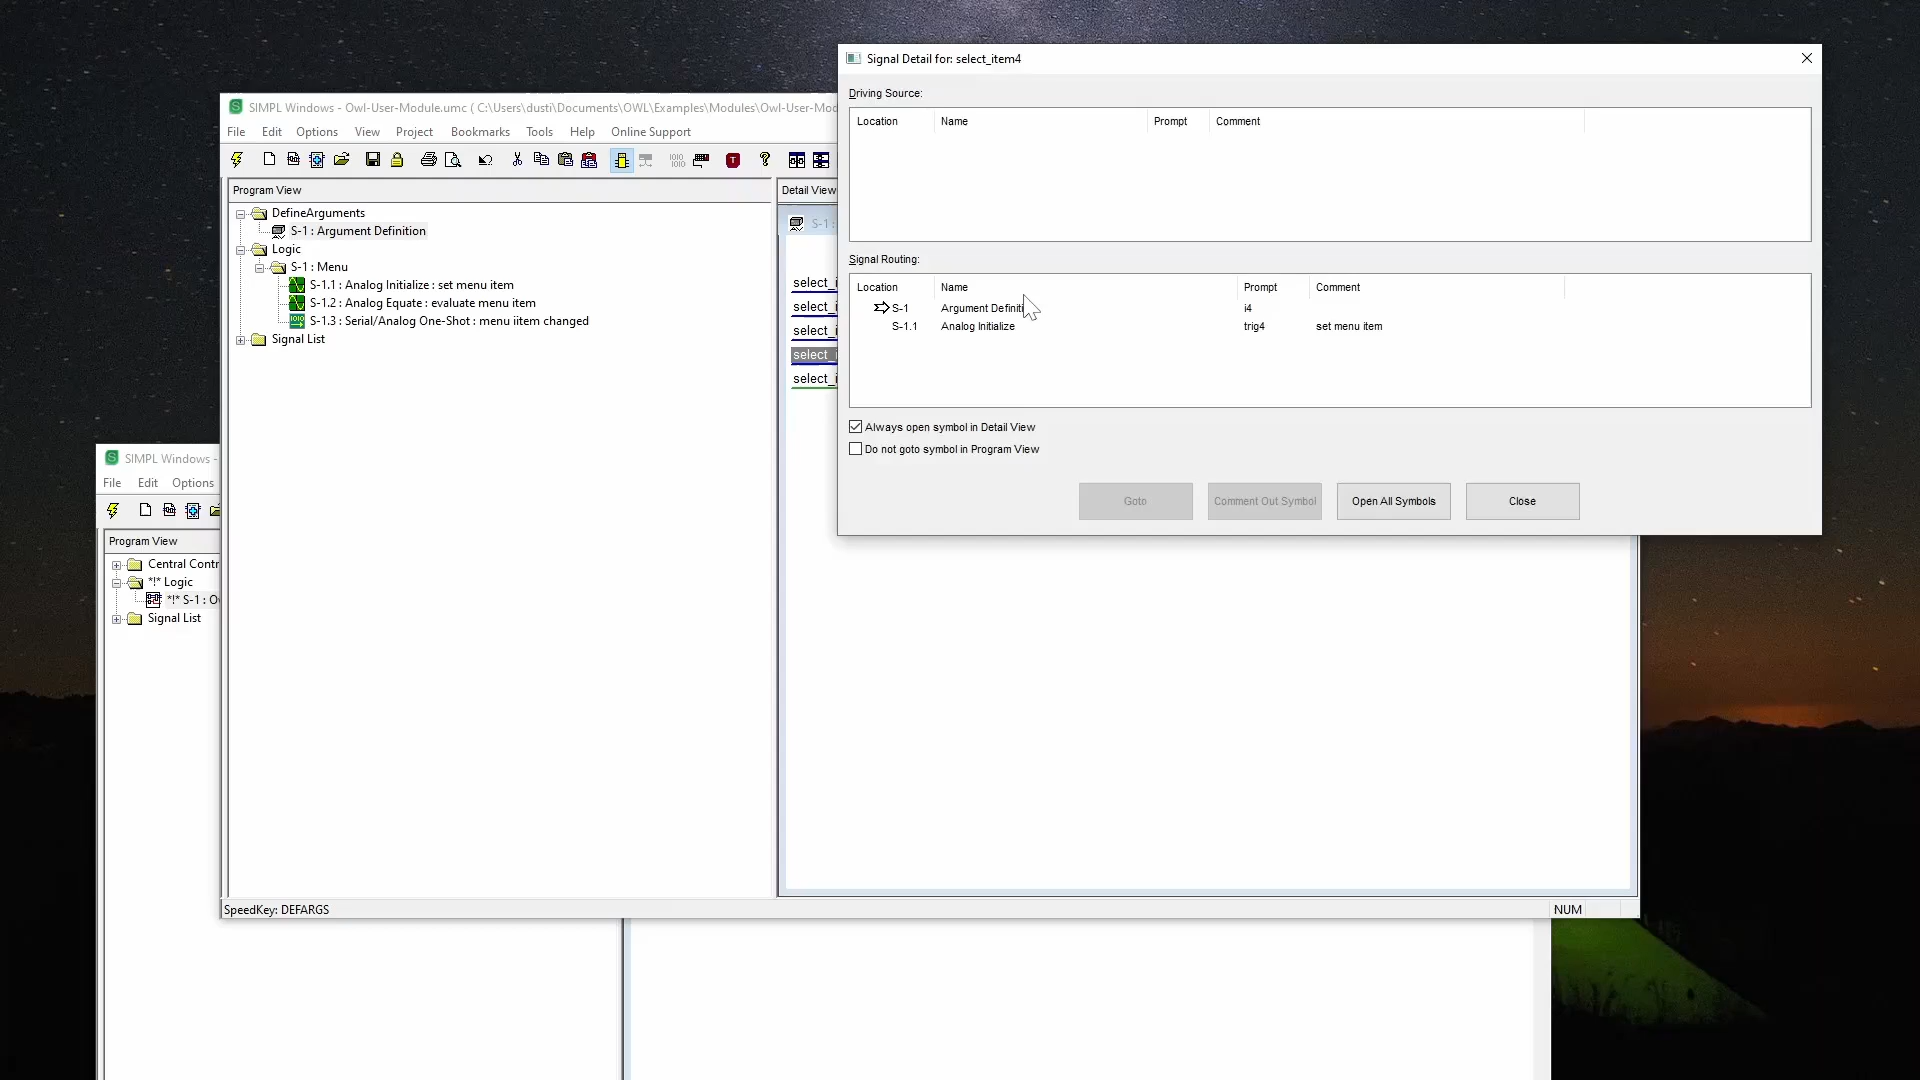 Signal Detail for: select_item4
Driving Source:
Location Name Prompt Comment
Signal Routing:
Location Name Prompt Comment
S-1 Argument i4
S-1.1 Analog Initialize trig4 set menu item
Always open symbol in Detail View
Do not goto symbol in Program View
Goto Comment Out Symbol Open All Symbols Close
SIMPL Windows - Owl-User-Module.umc ( C:\Users\dusti\Documents\OWL\Examples\Modules\Owl-User-Mod
File Edit Options View Project Bookmarks Tools Help Online Support
Program View
DefineArguments
S-1 : Argument Definition
Logic
S-1 : Menu
S-1.1 : Analog Initialize : set menu item
S-1.2 : Analog Equate : evaluate menu item
S-1.3 : Serial/Analog One-Shot : menu iitem changed
Signal List
Detail View
S-1 :
select_i
select_i
select_i
select_i
select_i
SpeedKey: DEFARGS
NUM
SIMPL Windows -
File Edit Options
Program View
Central Contr
*!* Logic
*!* S-1 : O
Signal List